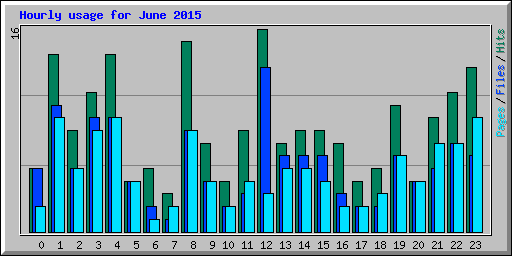 Hourly usage for June 2015
16
Pages/Files/Hits
0 1 2 3 4 5 6 7 8 9 10 11 12 13 14 15 16 17 18 19 20 21 22 23